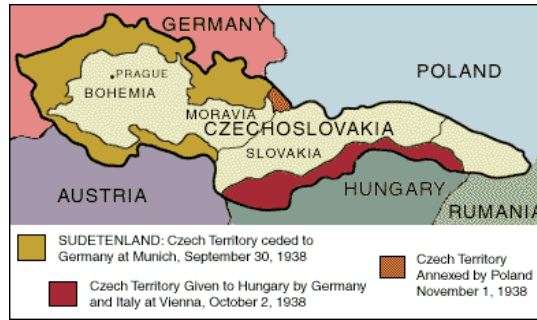 GERMANY
POLAND
PRAGUE
BOHEMIA
MORAVIA
CZECHOSLOVAKIA
SLOVAKIA
AUSTRIA
HUNGARY
RUMANIA
SUDETENLAND: Czech Territory ceded to
Germany at Munich, September 30, 1938
Czech Territory Given to Hungary by Germany
and Italy at Vienna, October 2, 1938
Czech Territory
Annexed by Poland
November 1, 1938